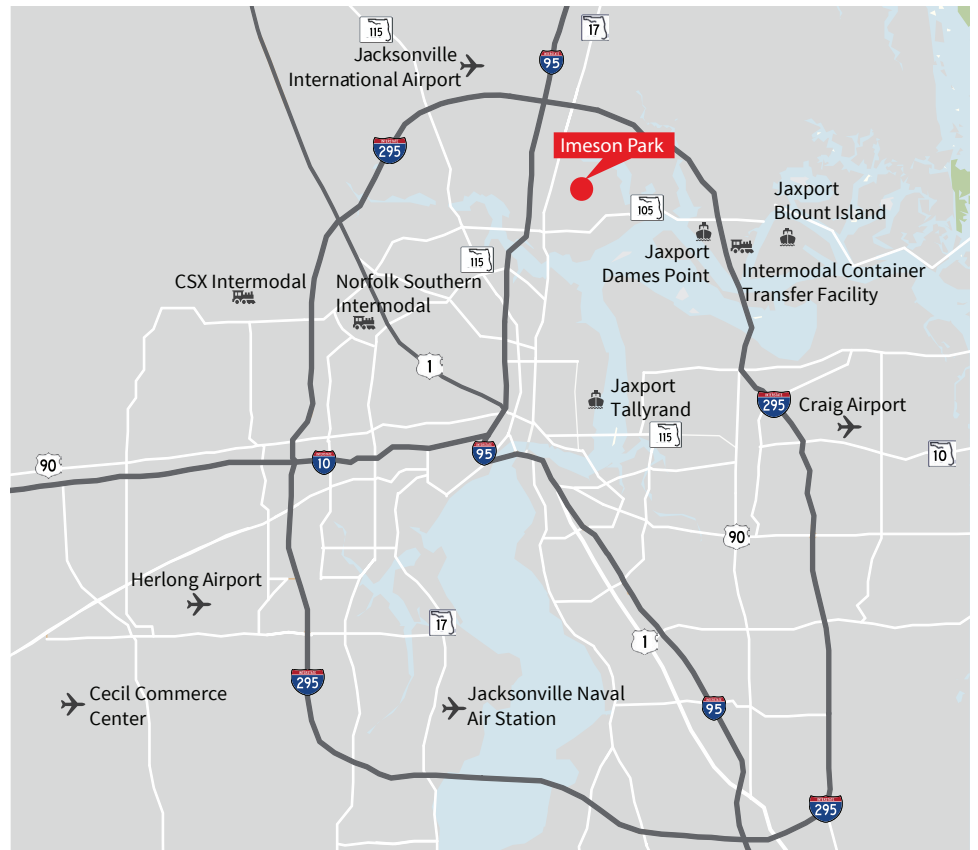 115
17
Jacksonville
International Airport
95
295
Imeson Park
105
Jaxport
Blount Island
Jaxport
Dames Point
115
Intermodal Container
Transfer Facility
CSX Intermodal
Norfolk Southern
Intermodal
1
Jaxport
Tallyrand
295
Craig Airport
115
95
10
90
10
90
Herlong Airport
17
1
295
Cecil Commerce
Center
Jacksonville Naval
Air Station
95
295